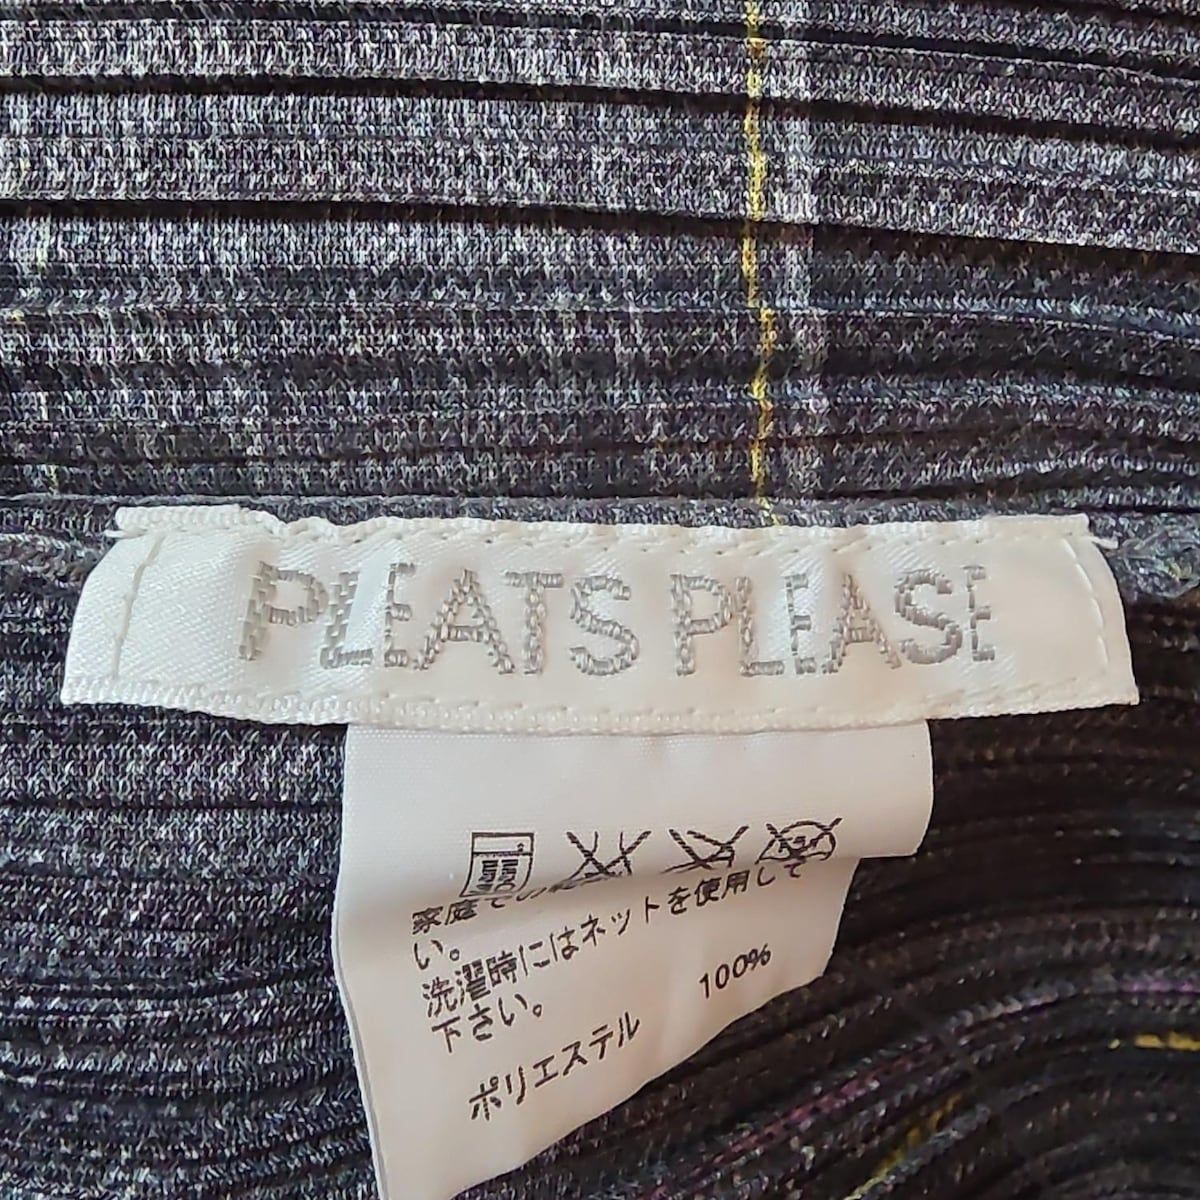 PLEATS PLEASE
家庭での
い。
洗濯時にはネットを使用して
下さい。
ポリエステル 100%